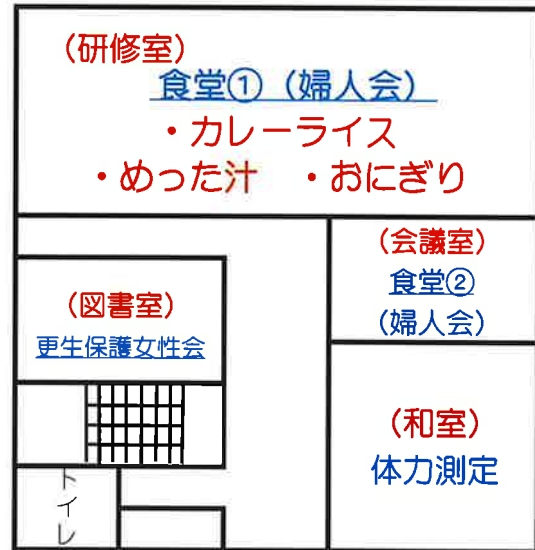 (研修室)
食堂①（婦人会）
・カレーライス
・めった汁　・おにぎり
(会議室)
食堂②
(婦人会)
(図書室)
更生保護女性会
(和室)
体力測定
トイレ